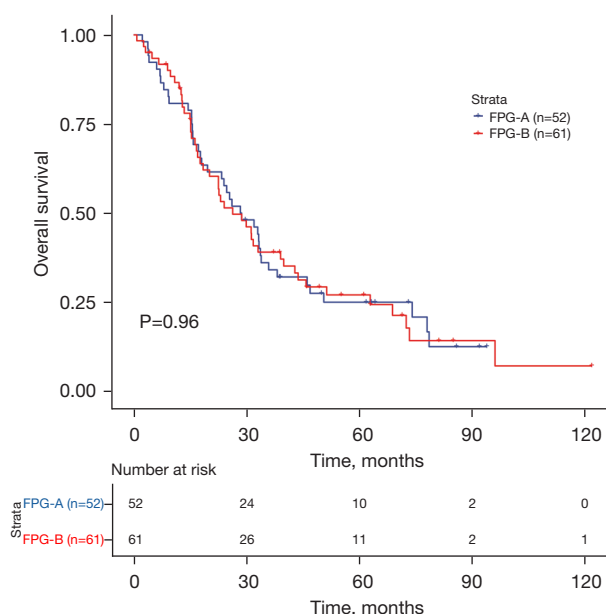 1.00
0.75
0.50
0.25
0.00
Overall survival
Strata
FPG-A (n=52)
FPG-B (n=61)
P=0.96
0 30 60 90 120
Time, months
Number at risk
Strata
FPG-A (n=52) 52 24 10 2 0
FPG-B (n=61) 61 26 11 2 1
0 30 60 90 120
Time, months